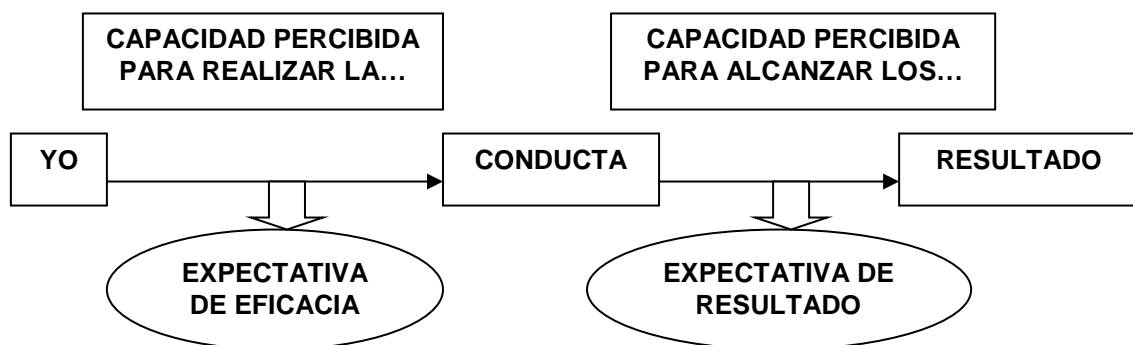 CAPACIDAD PERCIBIDA
PARA REALIZAR LA…
CAPACIDAD PERCIBIDA
PARA ALCANZAR LOS…
YO
CONDUCTA
RESULTADO
EXPECTATIVA
DE EFICACIA
EXPECTATIVA DE
RESULTADO